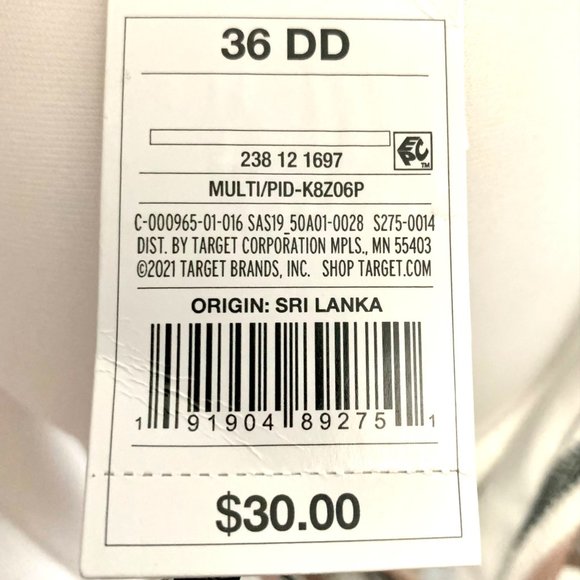 36 DD
EPC™
238 12 1697
MULTI/PID-K8Z06P
C-000965-01-016 SAS19_50A01-0028 S275-0014
DIST. BY TARGET CORPORATION MPLS., MN 55403
©2021 TARGET BRANDS, INC. SHOP TARGET.COM
ORIGIN: SRI LANKA
1 91904 89275 1
$30.00